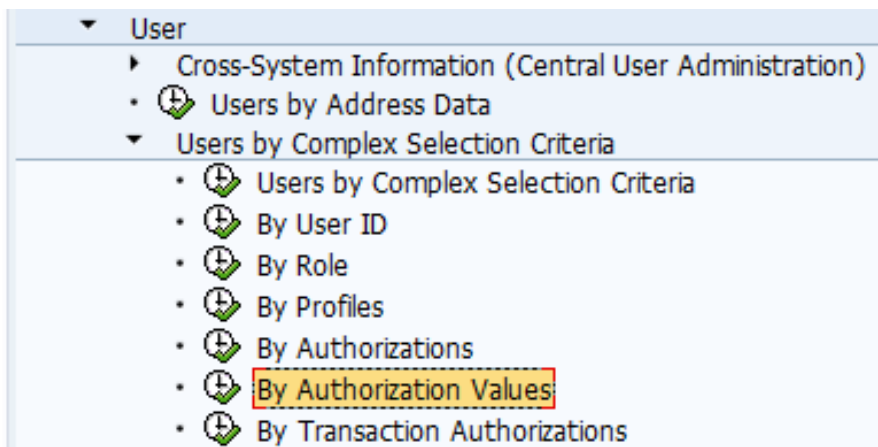 User
Cross-System Information (Central User Administration)
Users by Address Data
Users by Complex Selection Criteria
Users by Complex Selection Criteria
By User ID
By Role
By Profiles
By Authorizations
By Authorization Values
By Transaction Authorizations